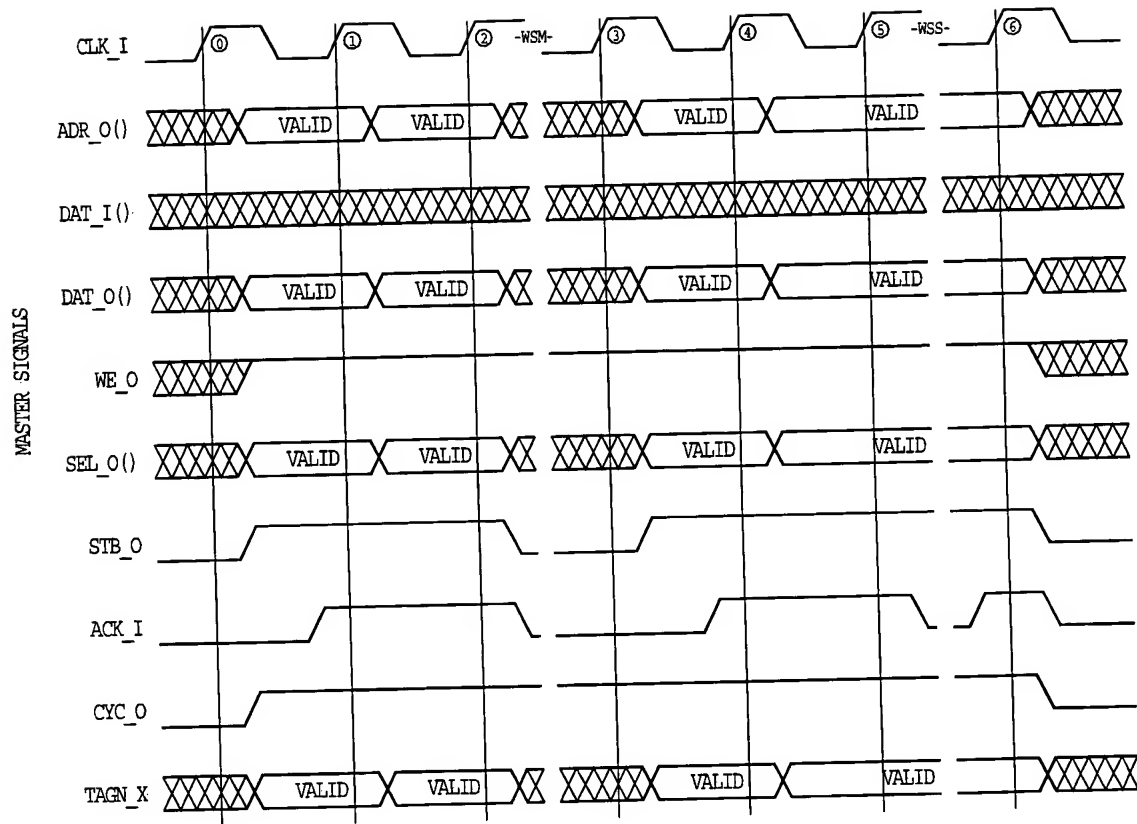 CLK_I ⓪ ① ② -WSM- ③ ④ ⑤ -WSS- ⑥
ADR_O() VALID VALID VALID VALID
DAT_I()
DAT_O() VALID VALID VALID VALID
MASTER SIGNALS
WE_O
SEL_O() VALID VALID VALID VALID
STB_O
ACK_I
CYC_O
TAGN_X VALID VALID VALID VALID